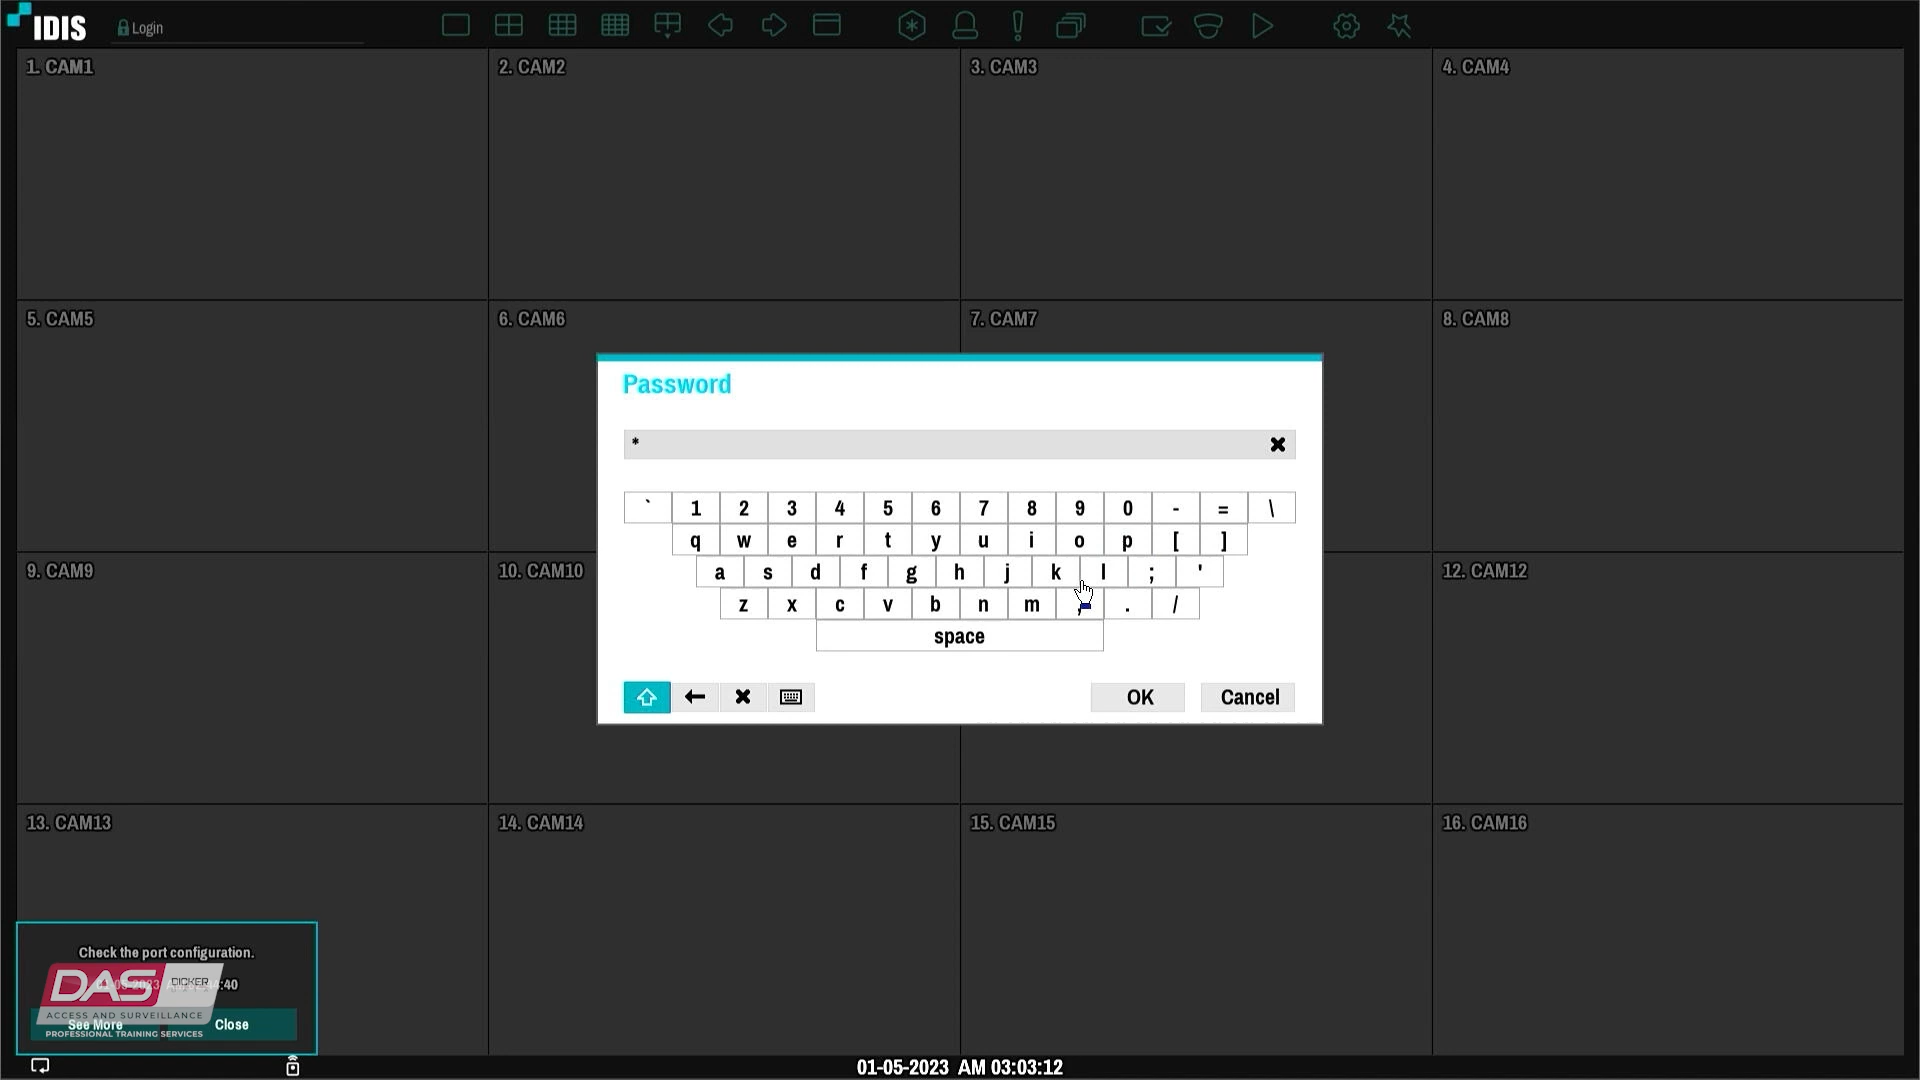 IDIS
Login
1. CAM1
2. CAM2
3. CAM3
4. CAM4
5. CAM5
6. CAM6
7. CAM7
8. CAM8
Password
*
` 1 2 3 4 5 6 7 8 9 0 - = \
q w e r t y u i o p [ ]
a s d f g h j k l ; '
z x c v b n m , . /
space
OK
Cancel
9. CAM9
10. CAM10
12. CAM12
13. CAM13
14. CAM14
15. CAM15
16. CAM16
Check the port configuration.
DAS
DICKER
ACCESS AND SURVEILLANCE
See More
Close
PROFESSIONAL TRAINING SERVICES
01-05-2023 AM 03:03:12